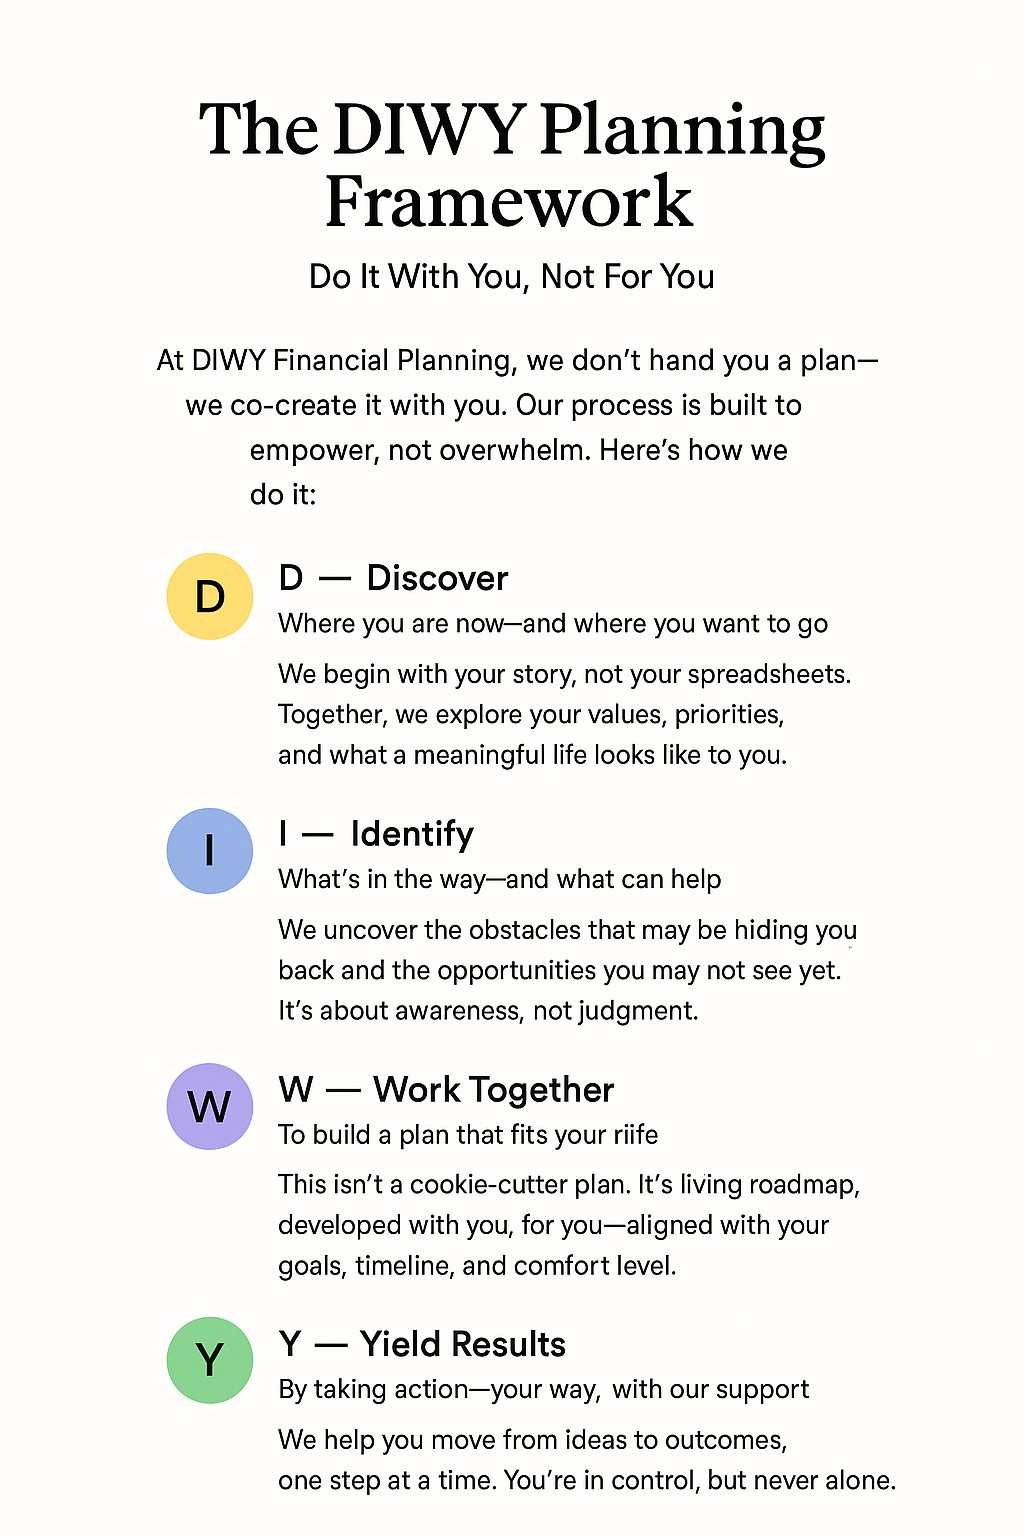 The DIWY Planning
Framework
Do It With You, Not For You
At DIWY Financial Planning, we don’t hand you a plan—
we co-create it with you. Our process is built to
empower, not overwhelm. Here’s how we
do it:
D
D — Discover
Where you are now—and where you want to go
We begin with your story, not your spreadsheets.
Together, we explore your values, priorities,
and what a meaningful life looks like to you.
I
I — Identify
What’s in the way—and what can help
We uncover the obstacles that may be hiding you
back and the opportunities you may not see yet.
It’s about awareness, not judgment.
W
W — Work Together
To build a plan that fits your riife
This isn’t a cookie-cutter plan. It’s living roadmap,
developed with you, for you—aligned with your
goals, timeline, and comfort level.
Y
Y — Yield Results
By taking action—your way, with our support
We help you move from ideas to outcomes,
one step at a time. You’re in control, but never alone.